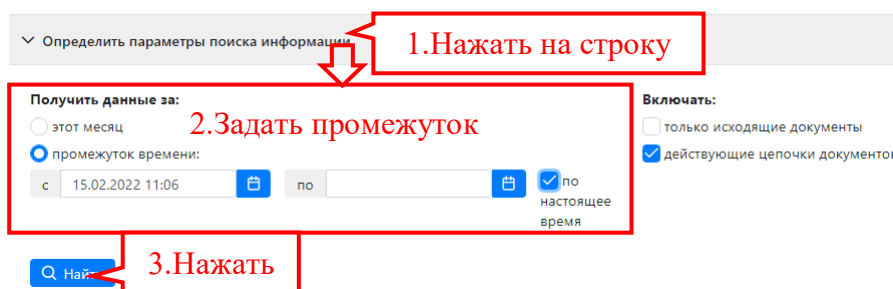 Определить параметры поиска информации
1.Нажать на строку
Получить данные за:
этот месяц
2.Задать промежуток
промежуток времени:
с 15.02.2022 11:06 по
по
настоящее
время
Включать:
только исходящие документы
действующие цепочки документов
3.Нажать